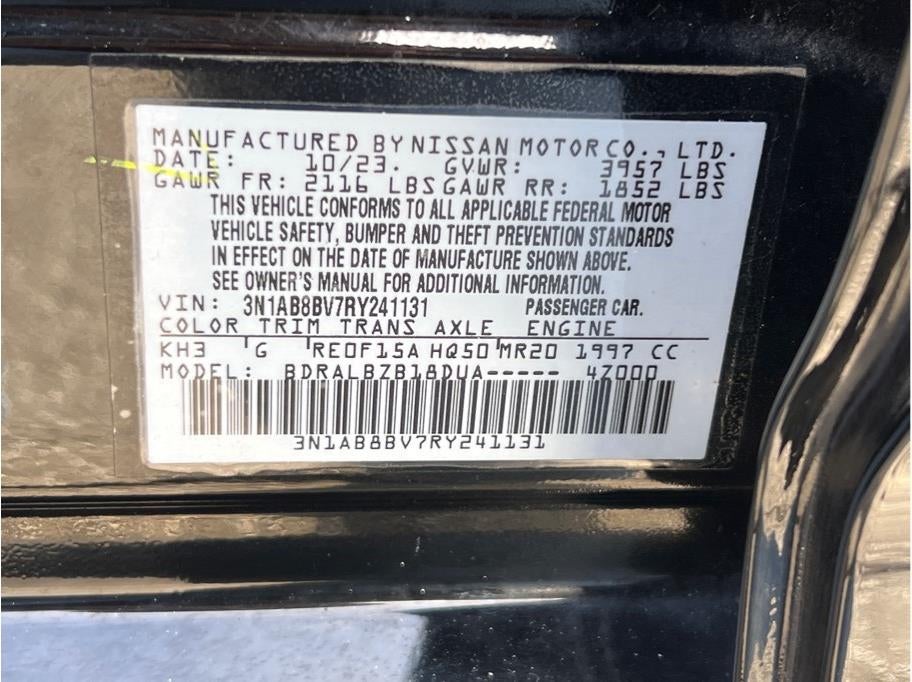 MANUFACTURED BY NISSAN MOTOR CO., LTD.
DATE: 10/23. GVWR: 3957 LBS
GAWR FR: 2116 LBS GAWR RR: 1852 LBS
THIS VEHICLE CONFORMS TO ALL APPLICABLE FEDERAL MOTOR
VEHICLE SAFETY, BUMPER AND THEFT PREVENTION STANDARDS
IN EFFECT ON THE DATE OF MANUFACTURE SHOWN ABOVE.
SEE OWNER'S MANUAL FOR ADDITIONAL INFORMATION.
VIN: 3N1AB8BV7RY241131 PASSENGER CAR.
COLOR TRIM TRANS AXLE ENGINE
KH3 G RE0F15A HQ50 MR20 1997 CC
MODEL: BDRALBZB18DUA----- 4Z000
3N1AB8BV7RY241131